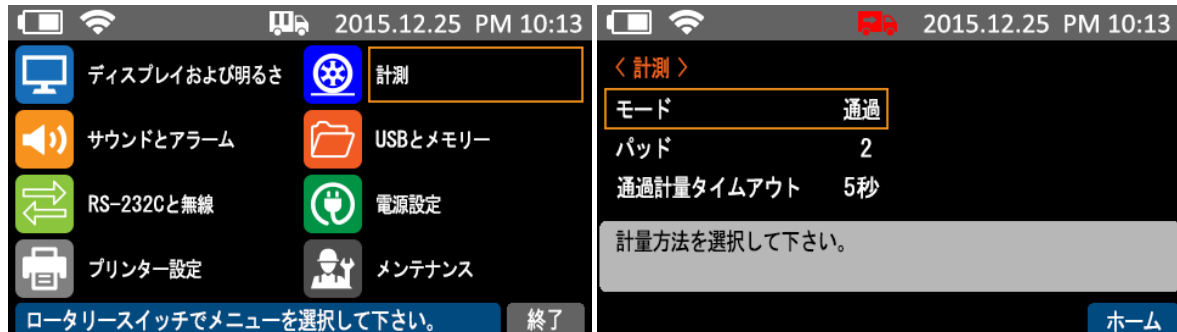 2015.12.25 PM 10:13
ディスプレイおよび明るさ
計測
サウンドとアラーム
USBとメモリー
RS-232Cと無線
電源設定
プリンター設定
メンテナンス
ロータリースイッチでメニューを選択して下さい。
終了
2015.12.25 PM 10:13
〈 計測 〉
モード 通過
パッド 2
通過計量タイムアウト 5秒
計量方法を選択して下さい。
ホーム